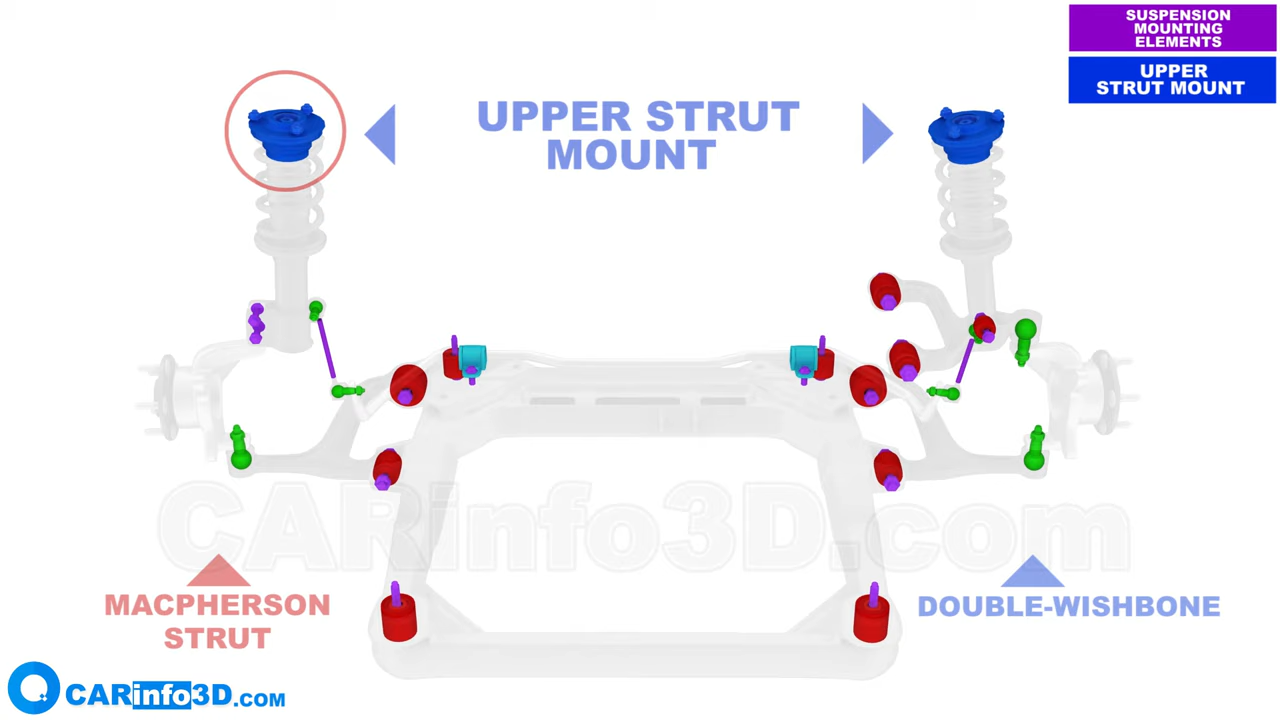 SUSPENSION
MOUNTING
ELEMENTS
UPPER
STRUT MOUNT
UPPER STRUT
MOUNT
CARinfo3D.com
MACPHERSON
STRUT
DOUBLE-WISHBONE
CARinfo3D.COM